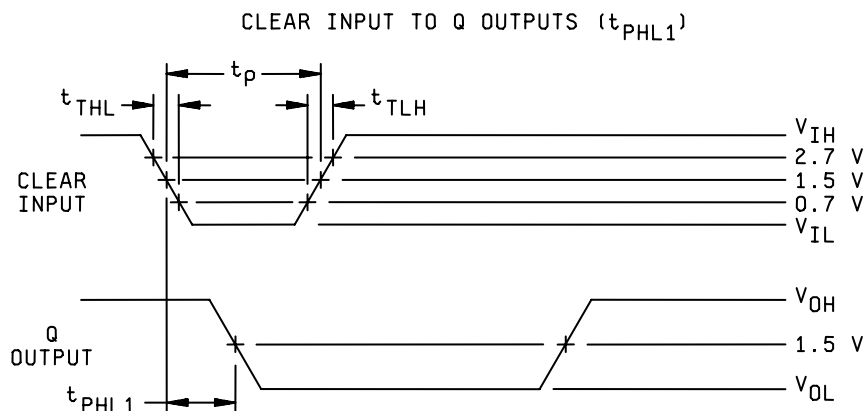 CLEAR INPUT TO Q OUTPUTS (tPHL1)
tp
tTHL
tTLH
VIH
2.7 V
CLEAR
INPUT
1.5 V
0.7 V
VIL
VOH
Q
OUTPUT
1.5 V
tPHL1
VOL